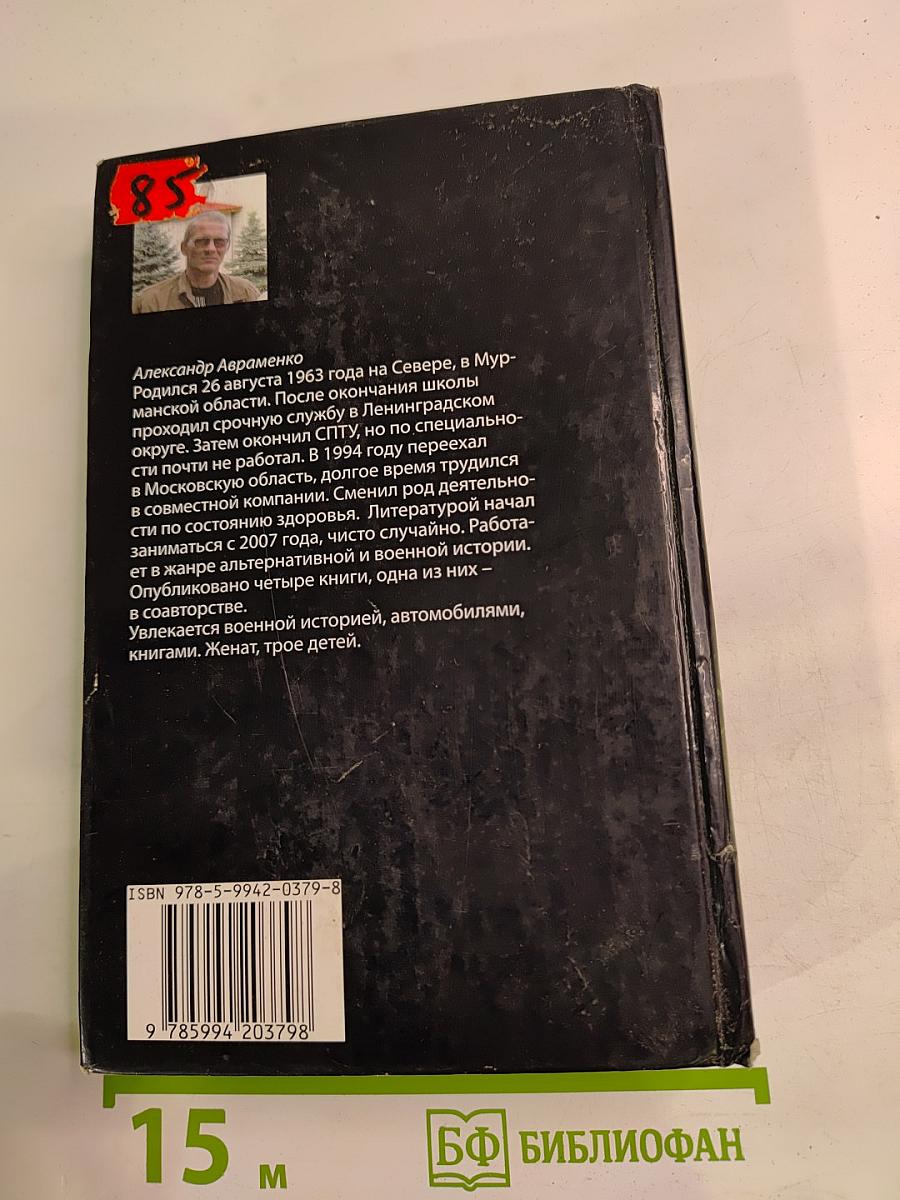 85
Александр Авраменко
Родился 26 августа 1963 года на Севере, в Мур-
манской области. После окончания школы
проходил срочную службу в Ленинградском
округе. Затем окончил СПТУ, но по специально-
сти почти не работал. В 1994 году переехал
в Московскую область, долгое время трудился
в совместной компании. Сменил род деятельно-
сти по состоянию здоровья. Литературой начал
заниматься с 2007 года, чисто случайно. Работа-
ет в жанре альтернативной и военной истории.
Опубликовано четыре книги, одна из них –
в соавторстве.
Увлекается военной историей, автомобилями,
книгами. Женат, трое детей.
ISBN 978-5-9942-0379-8
9 785994 203798
15 м
БФ БИБЛИОФАН